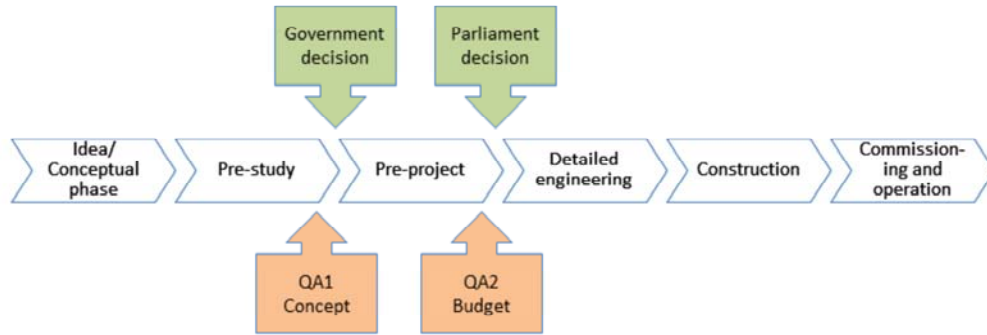 Government
decision
Parliament
decision
Idea/
Conceptual
phase
Pre-study
Pre-project
Detailed
engineering
Construction
Commission-
ing and
operation
QA1
Concept
QA2
Budget